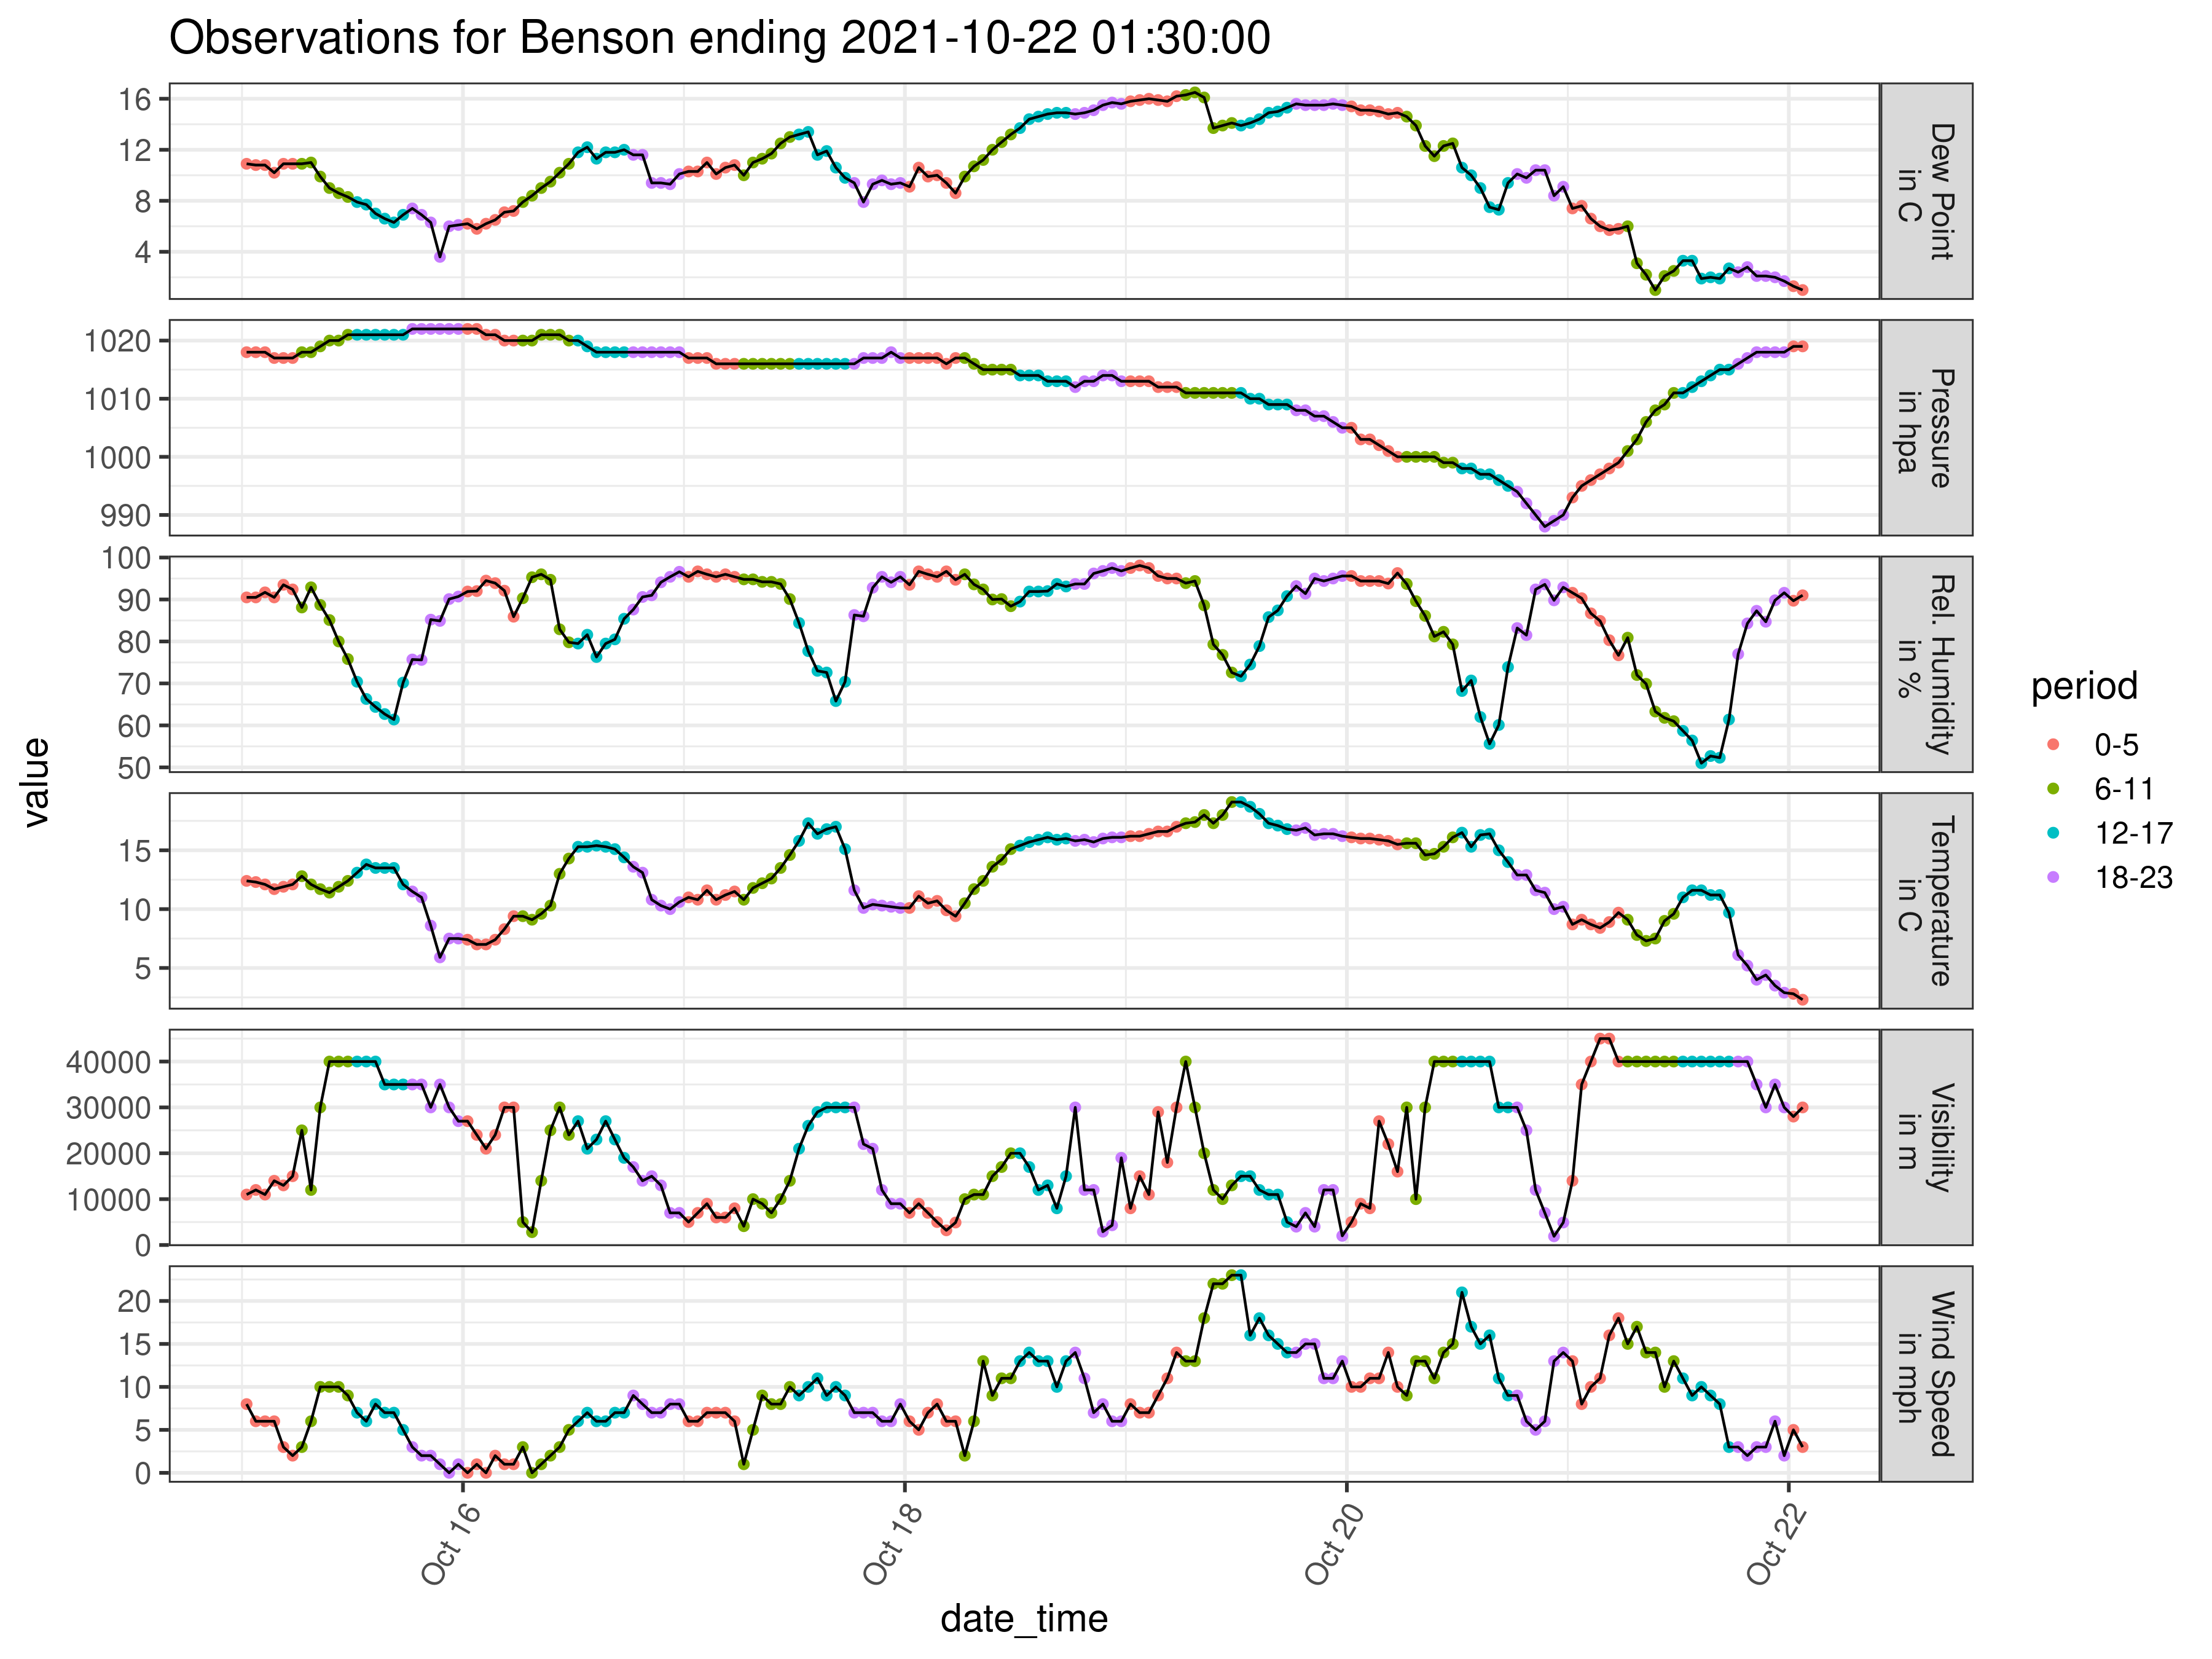 Observations for Benson ending 2021-10-22 01:30:00
value
16
12
8
4
Dew Point
in C
1020
1010
1000
990
Pressure
in hpa
100
90
80
70
60
50
Rel. Humidity
in %
15
10
5
Temperature
in C
40000
30000
20000
10000
0
Visibility
in m
20
15
10
5
0
Wind Speed
in mph
Oct 16
Oct 18
Oct 20
Oct 22
date_time
period
0-5
6-11
12-17
18-23